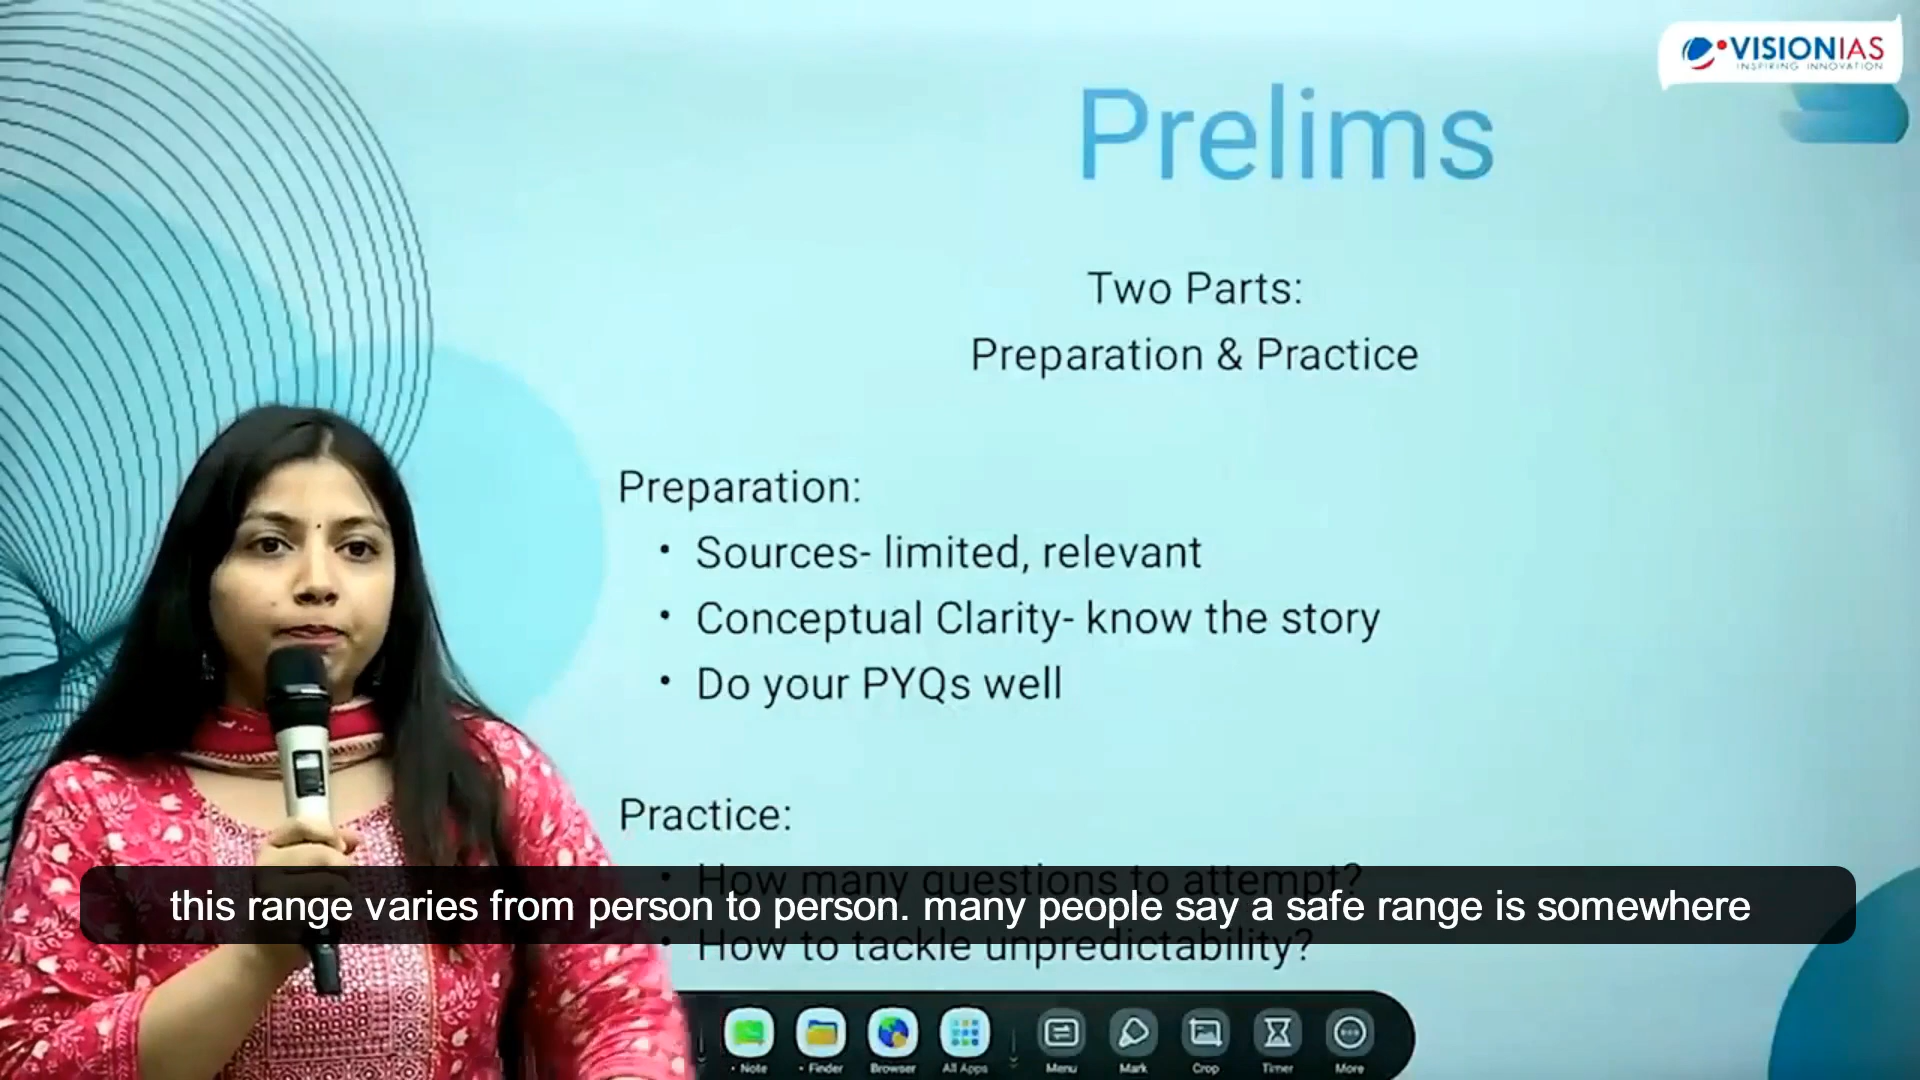 VISIONIAS
INSPIRING INNOVATION
Prelims
Two Parts:
Preparation & Practice
Preparation:
• Sources- limited, relevant
• Conceptual Clarity- know the story
• Do your PYQs well
Practice:
• How many questions to attempt?
this range varies from person to person. many people say a safe range is somewhere
• How to tackle unpredictability?
• Note
• Finder
Browser
All Apps
Menu
Mark
Crop
Timer
More